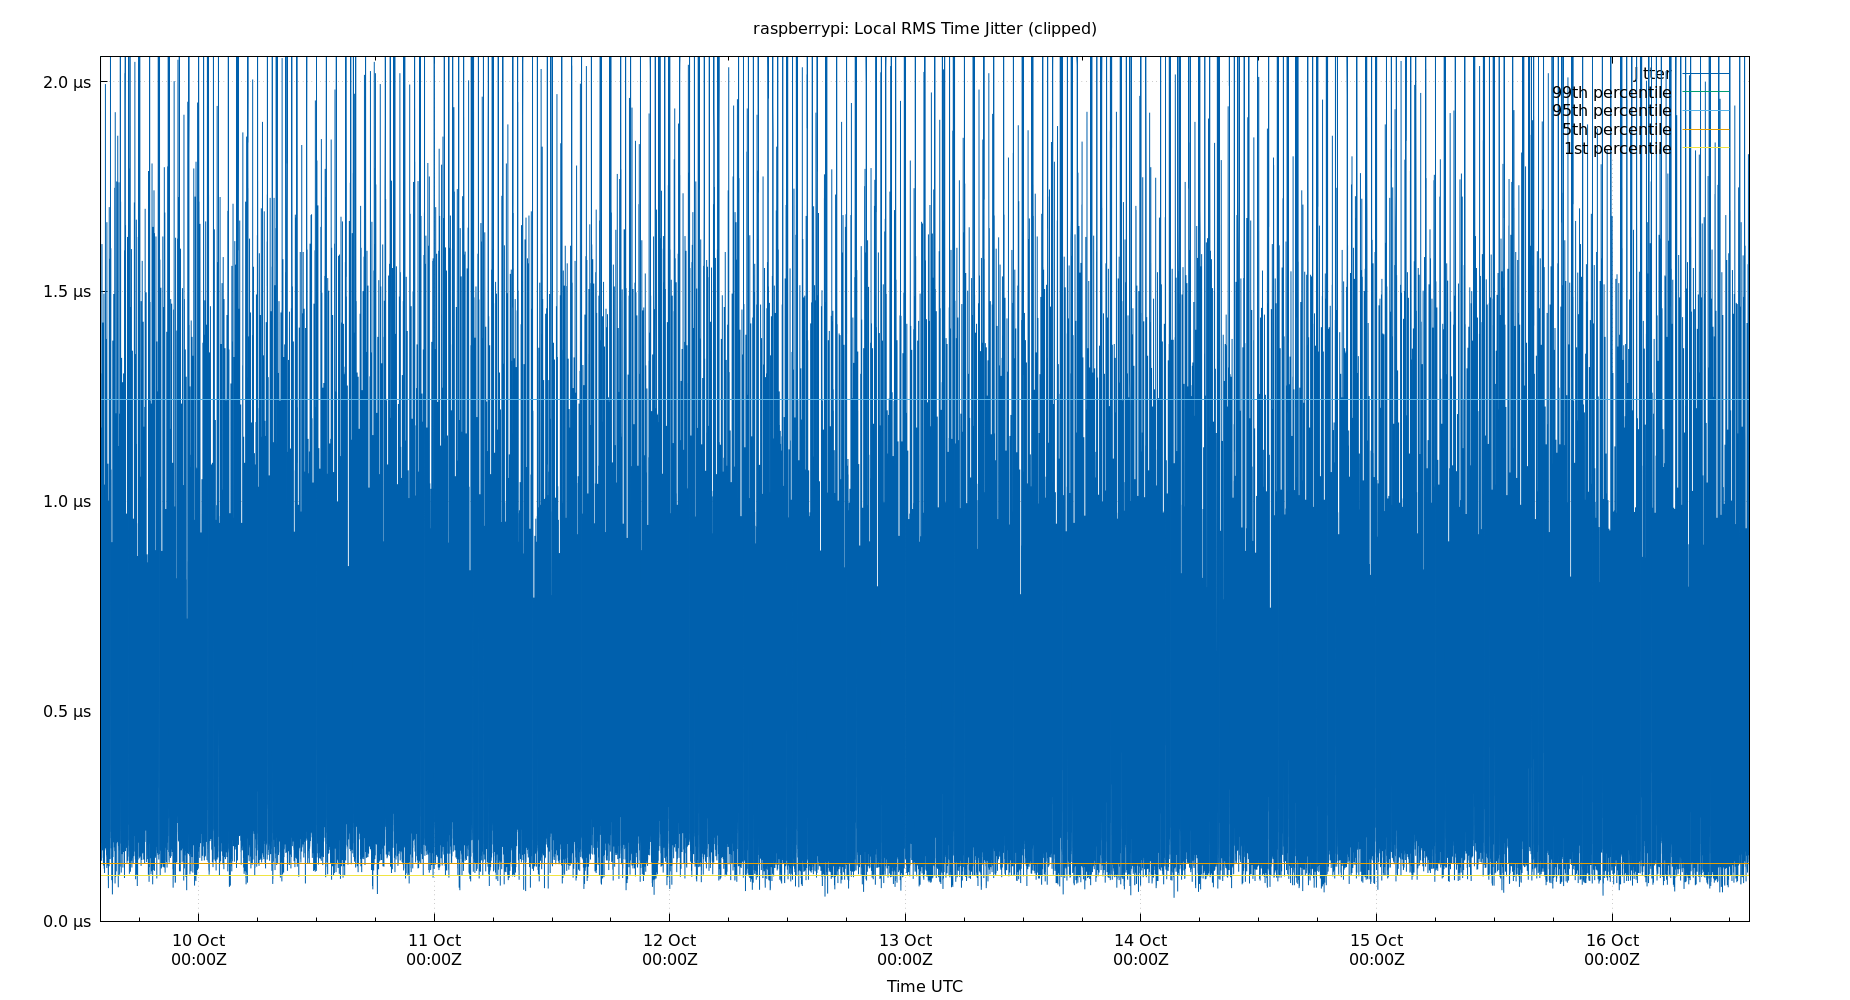 raspberrypi: Local RMS Time Jitter (clipped)
2.0 µs
1.5 µs
1.0 µs
0.5 µs
0.0 µs
Jitter
99th percentile
95th percentile
5th percentile
1st percentile
10 Oct 11 Oct 12 Oct 13 Oct 14 Oct 15 Oct 16 Oct
00:00Z 00:00Z 00:00Z 00:00Z 00:00Z 00:00Z 00:00Z
Time UTC